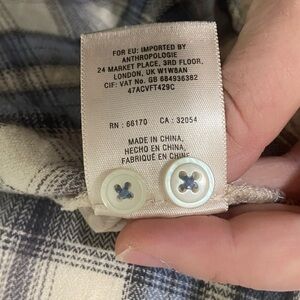 FOR EU: IMPORTED BY
ANTHROPOLOGIE
24 MARKET PLACE, 3RD FLOOR,
LONDON, UK W1W8AN
CIF: VAT No. GB 684936382
47ACVFT429C
RN : 66170 CA : 32054
MADE IN CHINA,
HECHO EN CHINA,
FABRIQUÉ EN CHINE